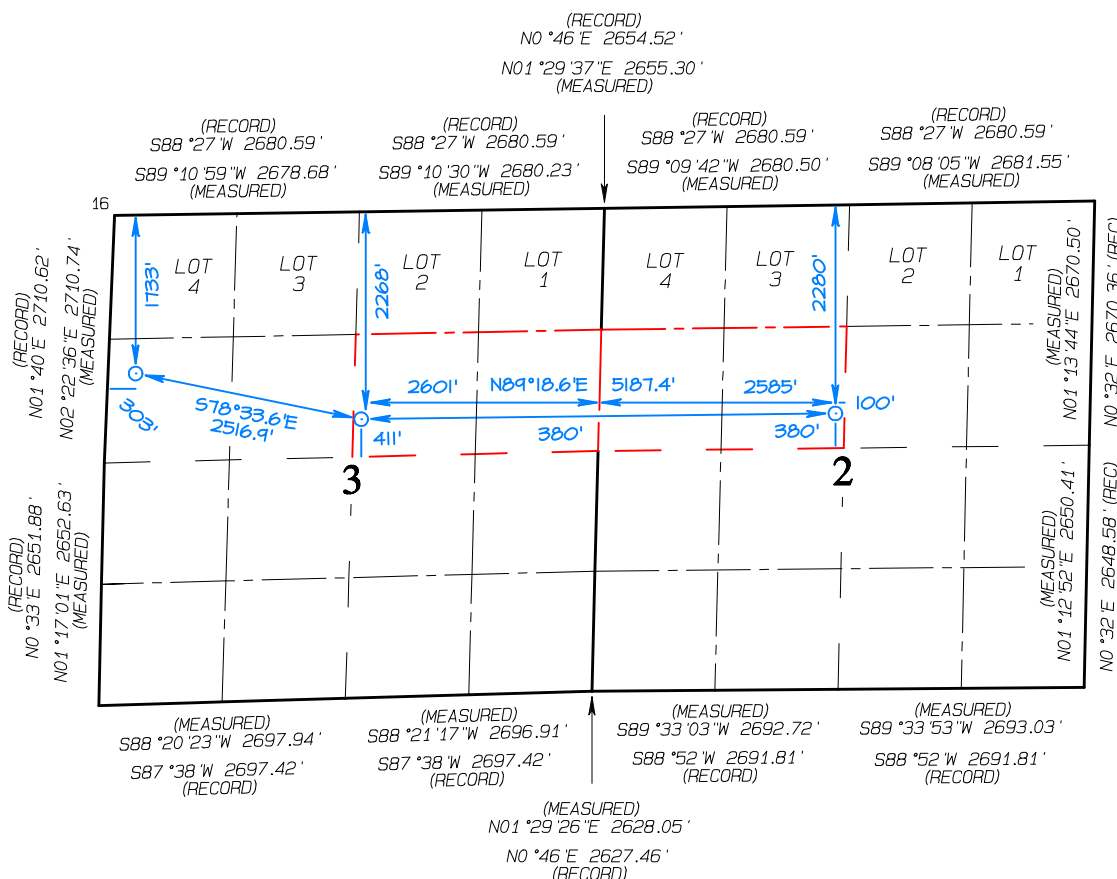 (RECORD)
N0°46'E 2654.52'
N01°29'37"E 2655.30'
(MEASURED)
(RECORD)
S88°27'W 2680.59'
S89°10'59"W 2678.68'
(MEASURED)
(RECORD)
S88°27'W 2680.59'
S89°10'30"W 2680.23'
(MEASURED)
(RECORD)
S88°27'W 2680.59'
S89°09'42"W 2680.50'
(MEASURED)
(RECORD)
S88°27'W 2680.59'
S89°08'05"W 2681.55'
(MEASURED)
16
LOT
4
LOT
3
LOT
2
LOT
1
LOT
4
LOT
3
LOT
2
LOT
1
1733'
2268'
2280'
(RECORD)
N01°40'E 2710.62'
N02°22'36"E 2710.74'
(MEASURED)
(MEASURED)
N01°13'44"E 2670.50'
N0°32'E 2670.36' (REC)
303'
S78°33.6'E
2516.9'
2601'
N89°18.6'E
5187.4'
2585'
100'
411'
380'
380'
3
2
(RECORD)
N0°33'E 2651.88'
N01°17'01"E 2652.63'
(MEASURED)
(MEASURED)
N01°12'52"E 2650.41'
N0°32'E 2648.58' (REC)
(MEASURED)
S88°20'23"W 2697.94'
S87°38'W 2697.42'
(RECORD)
(MEASURED)
S88°21'17"W 2696.91'
S87°38'W 2697.42'
(RECORD)
(MEASURED)
S89°33'03"W 2692.72'
S88°52'W 2691.81'
(RECORD)
(MEASURED)
S89°33'53"W 2693.03'
S88°52'W 2691.81'
(RECORD)
(MEASURED)
N01°29'26"E 2628.05'
N0°46'E 2627.46'
(RECORD)